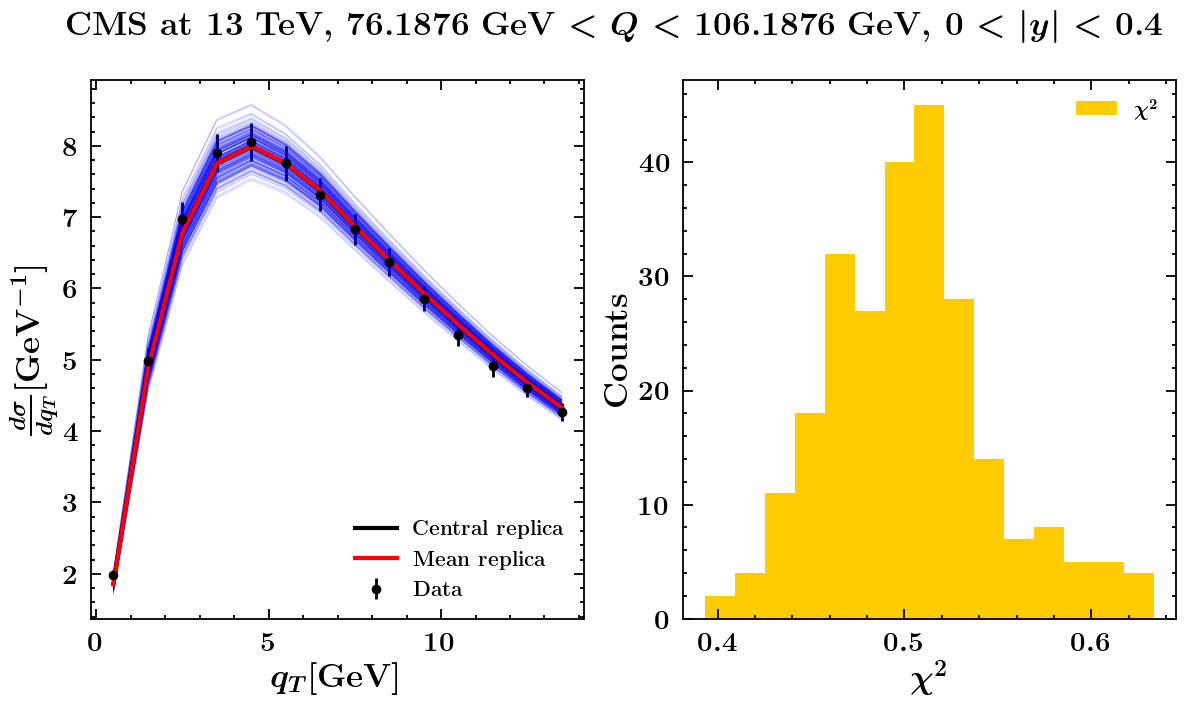 CMS at 13 TeV, 76.1876 GeV < Q < 106.1876 GeV, 0 < |y| < 0.4
dσ/dq_T [GeV⁻¹]
8
7
6
5
4
3
2
0
5
10
q_T[GeV]
Central replica
Mean replica
Data
Counts
40
30
20
10
0
0.4
0.5
0.6
χ²
χ²